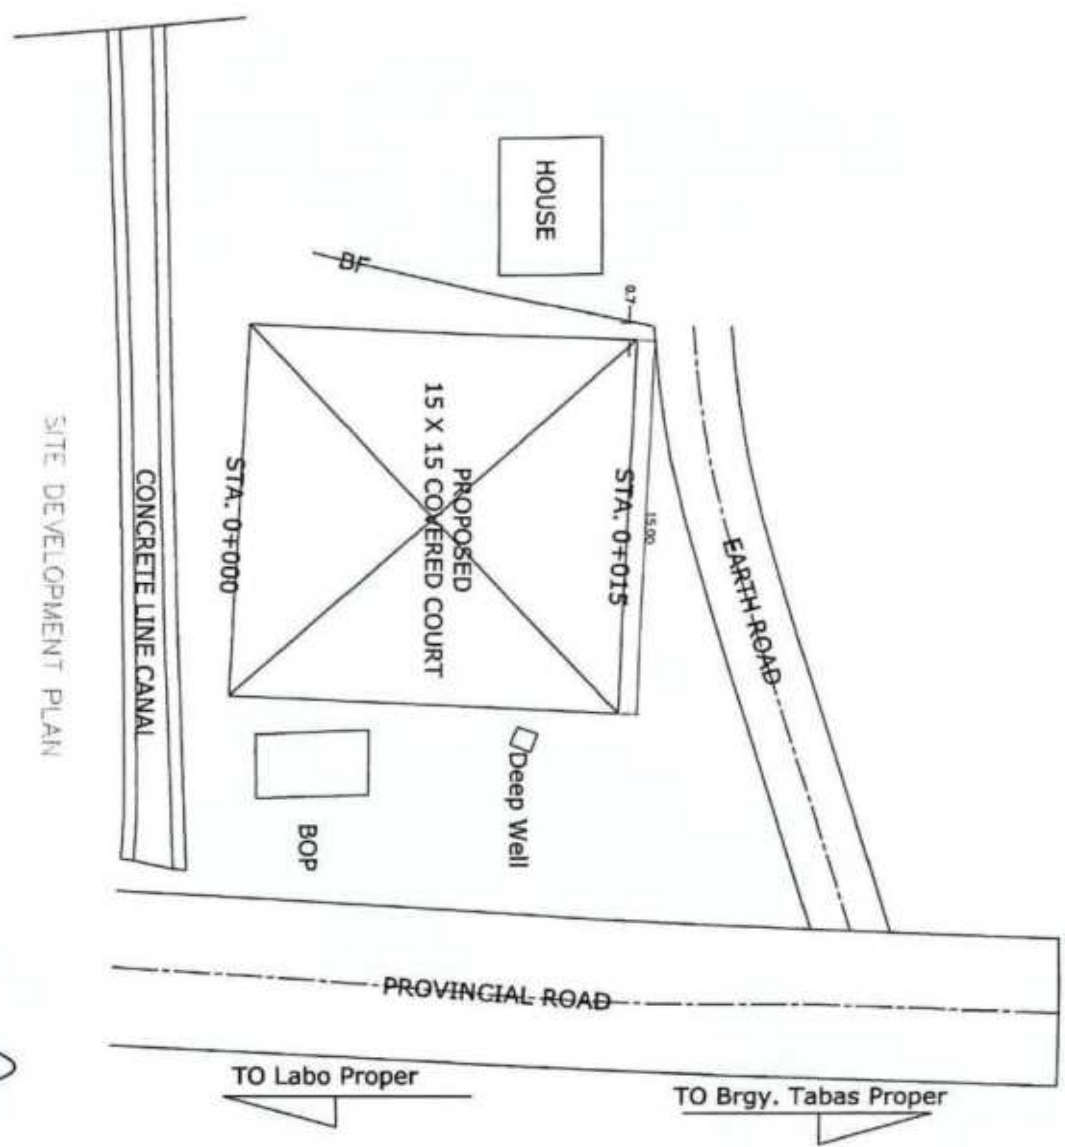 HOUSE
BF
0.7
PROPOSED
15 X 15 COVERED COURT
STA. 0+015
15.00
STA. 0+000
EARTH ROAD
CONCRETE LINE CANAL
SITE DEVELOPMENT PLAN
Deep Well
BOP
PROVINCIAL ROAD
TO Labo Proper
TO Brgy. Tabas Proper